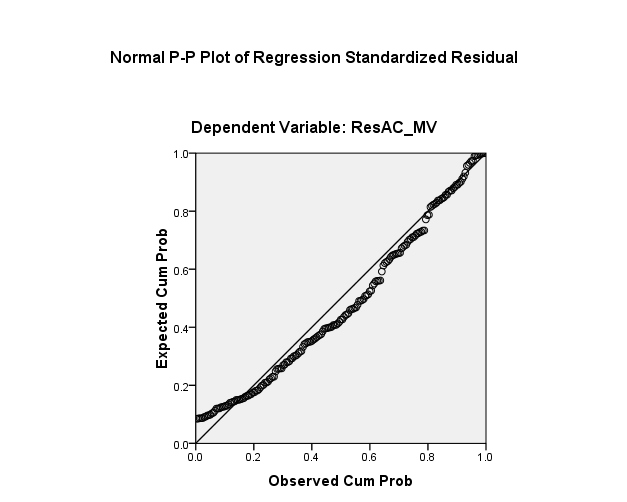 Normal P-P Plot of Regression Standardized Residual
Dependent Variable: ResAC_MV
Expected Cum Prob
1.0
0.8
0.6
0.4
0.2
0.0
0.0 0.2 0.4 0.6 0.8 1.0
Observed Cum Prob